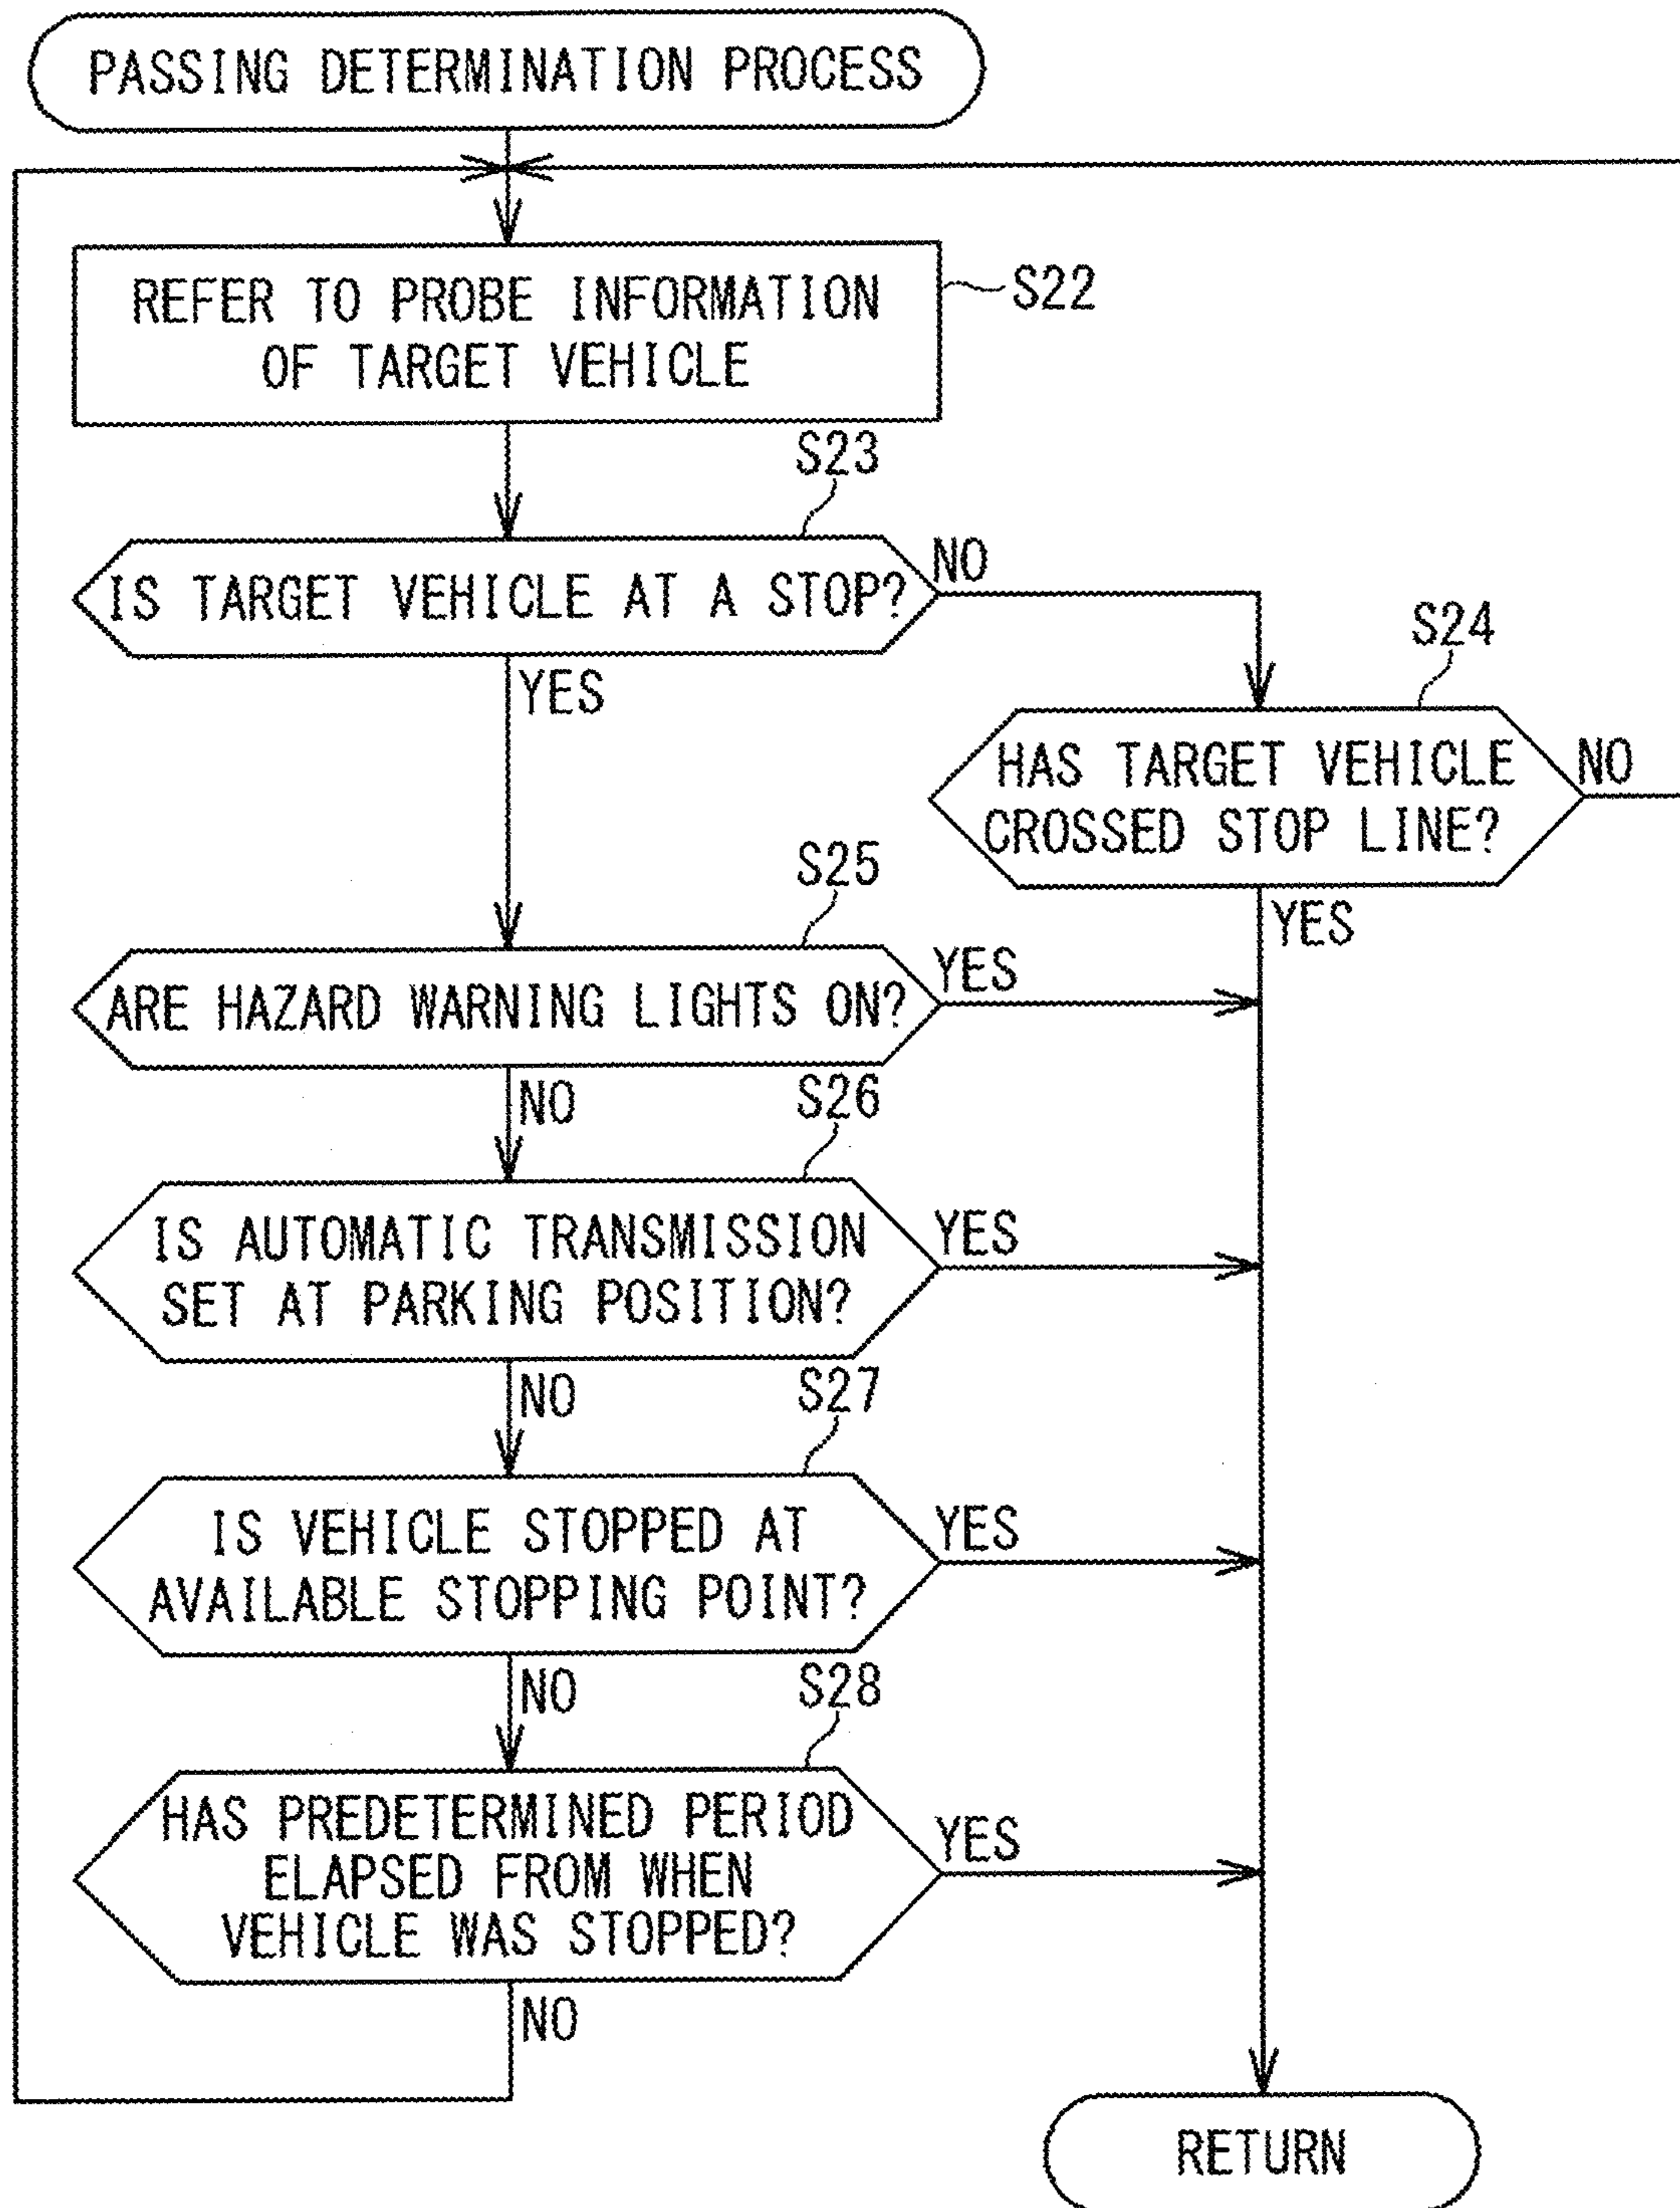 PASSING DETERMINATION PROCESS
REFER TO PROBE INFORMATION
OF TARGET VEHICLE
S22
S23
IS TARGET VEHICLE AT A STOP?
NO
YES
S24
HAS TARGET VEHICLE
CROSSED STOP LINE?
NO
YES
S25
ARE HAZARD WARNING LIGHTS ON?
YES
NO
S26
IS AUTOMATIC TRANSMISSION
SET AT PARKING POSITION?
YES
NO
S27
IS VEHICLE STOPPED AT
AVAILABLE STOPPING POINT?
YES
NO
S28
HAS PREDETERMINED PERIOD
ELAPSED FROM WHEN
VEHICLE WAS STOPPED?
YES
NO
RETURN